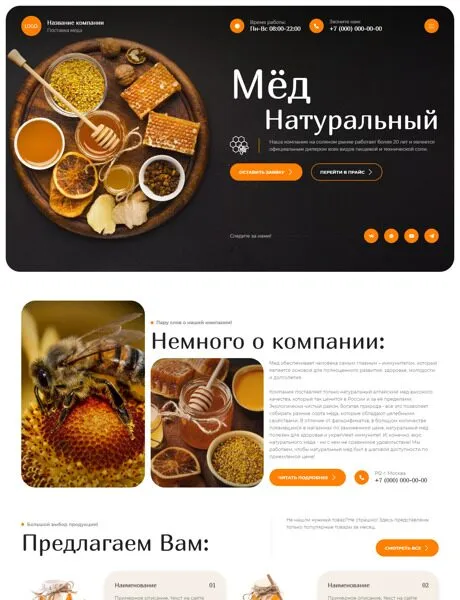 LOGO
Название компании
Поставки меда
Время работы:
Пн-Вс 08:00-22:00
Звоните нам:
+7 (000) 000-00-00
Мёд
Натуральный
Наша компания на соляном рынке работает более 20 лет и является
официальным дилером всех видов пищевой и технической соли.
ОСТАВИТЬ ЗАЯВКУ
ПЕРЕЙТИ В ПРАЙС
Следите за нами!
Пару слов о нашей компании!
Немного о компании:
Мёд обеспечивает человека самым главным – иммунитетом, который
является основой для полноценного развития, здоровья, молодости
и долголетия.
Компания поставляет только натуральный алтайский мед высокого
качества, который так ценится в России и за её пределами.
Экологически чистый район, богатая природа - все это позволяет
собирать разные сорта меда, которые обладают целебными
свойствами. В отличие от фальсификатов, в большом количестве
появившихся в магазинах по заниженной цене, натуральный мед
полезен для здоровья и укрепляет иммунитет. И, конечно, вкус
натурального меда - ни с чем не сравнимое удовольствие! Мы
работаем, чтобы натуральный мед был в шаговой доступности по
приемлемой цене!
ЧИТАТЬ ПОДРОБНЕЕ
РФ г. Москва
+7 (000) 000-00-00
Большой выбор продукции!
Предлагаем Вам:
Не нашли нужный товар? Не страшно! Здесь представлены
только популярные товары за месяц.
СМОТРЕТЬ ВСЕ
Наименование 01
Примерное описание, текст на сайте
Наименование 02
Примерное описание, текст на сайте